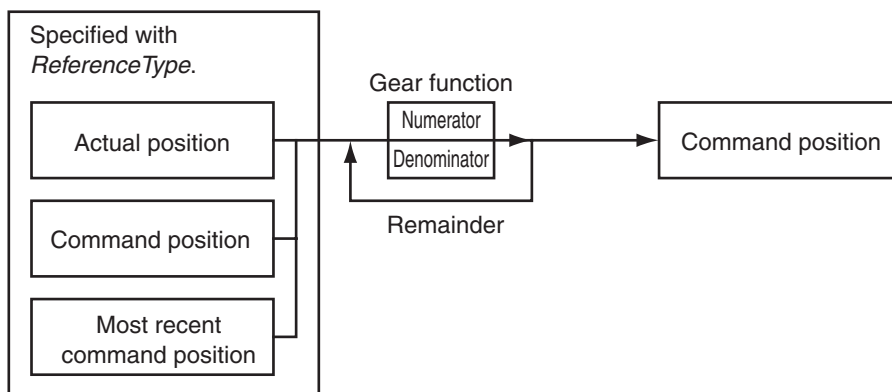 Specified with
ReferenceType.
Actual position
Command position
Most recent
command position
Gear function
Numerator
Denominator
Remainder
Command position